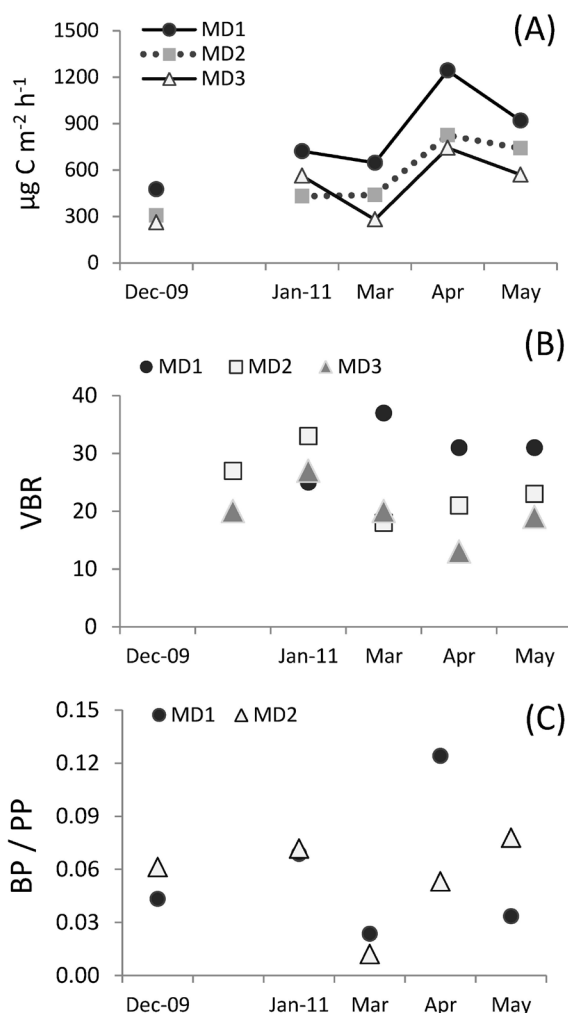 (A)
MD1
MD2
MD3
µg C m⁻² h⁻¹
1500
1200
900
600
300
0
Dec-09 Jan-11 Mar Apr May
(B)
MD1 MD2 MD3
VBR
40
30
20
10
0
Dec-09 Jan-11 Mar Apr May
(C)
MD1 MD2
BP / PP
0.15
0.12
0.09
0.06
0.03
0.00
Dec-09 Jan-11 Mar Apr May